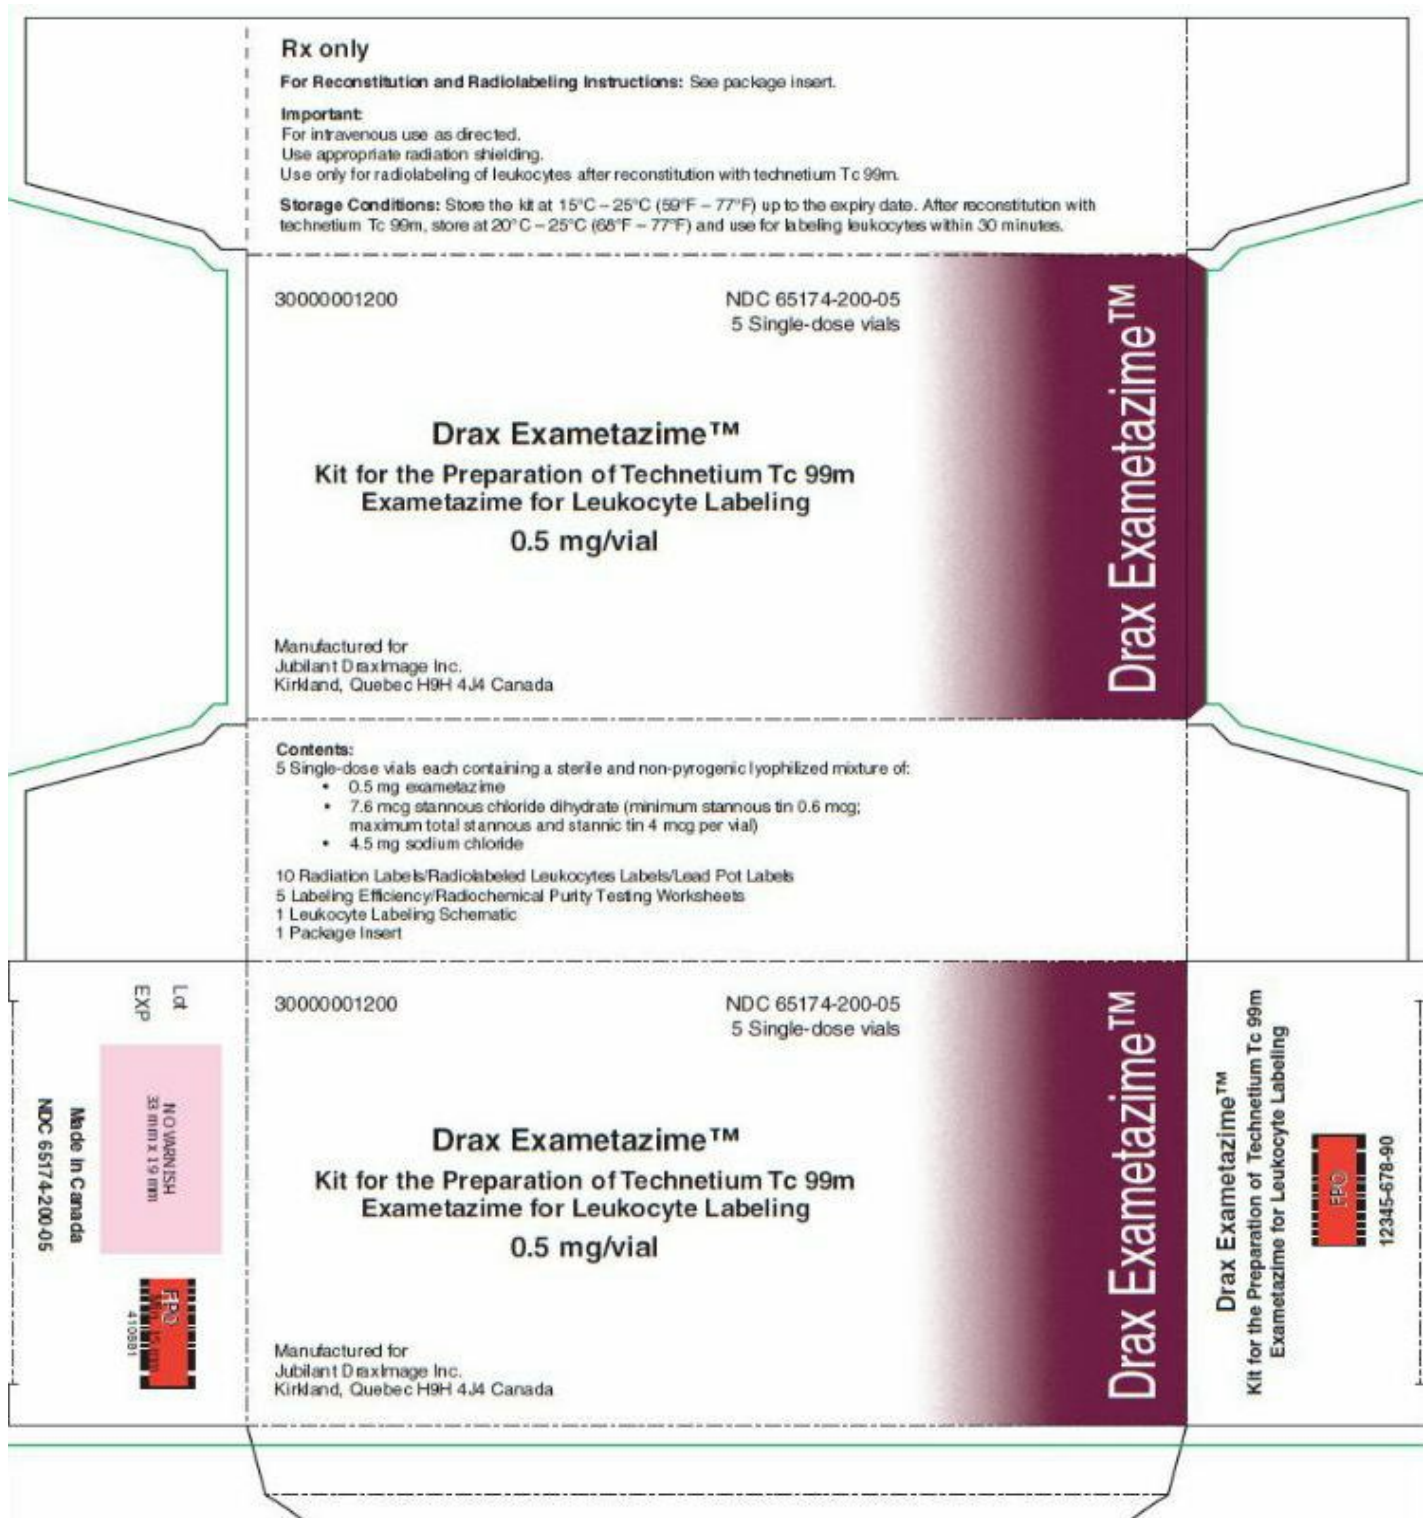 Rx only
For Reconstitution and Radiolabeling Instructions: See package insert.
Important:
For intravenous use as directed.
Use appropriate radiation shielding.
Use only for radiolabeling of leukocytes after reconstitution with technetium Tc 99m.
Storage Conditions: Store the kit at 15°C – 25°C (59°F – 77°F) up to the expiry date. After reconstitution with
technetium Tc 99m, store at 20°C – 25°C (68°F – 77°F) and use for labeling leukocytes within 30 minutes.
30000001200
NDC 65174-200-05
5 Single-dose vials
Drax Exametazime™
Kit for the Preparation of Technetium Tc 99m
Exametazime for Leukocyte Labeling
0.5 mg/vial
Manufactured for
Jubilant DraxImage Inc.
Kirkland, Quebec H9H 4J4 Canada
Drax Exametazime™
Contents:
5 Single-dose vials each containing a sterile and non-pyrogenic lyophilized mixture of:
• 0.5 mg exametazime
• 7.6 mcg stannous chloride dihydrate (minimum stannous tin 0.6 mcg;
maximum total stannous and stannic tin 4 mcg per vial)
• 4.5 mg sodium chloride
10 Radiation Labels/Radiolabeled Leukocytes Labels/Lead Pot Labels
5 Labeling Efficiency/Radiochemical Purity Testing Worksheets
1 Leukocyte Labeling Schematic
1 Package Insert
Lot
EXP
NO VARNISH
33 mm x 19 mm
Made in Canada
NDC 65174-200-05
FPO
30000001200
NDC 65174-200-05
5 Single-dose vials
Drax Exametazime™
Kit for the Preparation of Technetium Tc 99m
Exametazime for Leukocyte Labeling
0.5 mg/vial
Manufactured for
Jubilant DraxImage Inc.
Kirkland, Quebec H9H 4J4 Canada
Drax Exametazime™
Drax Exametazime™
Kit for the Preparation of Technetium Tc 99m
Exametazime for Leukocyte Labeling
FPO
12345-678-90